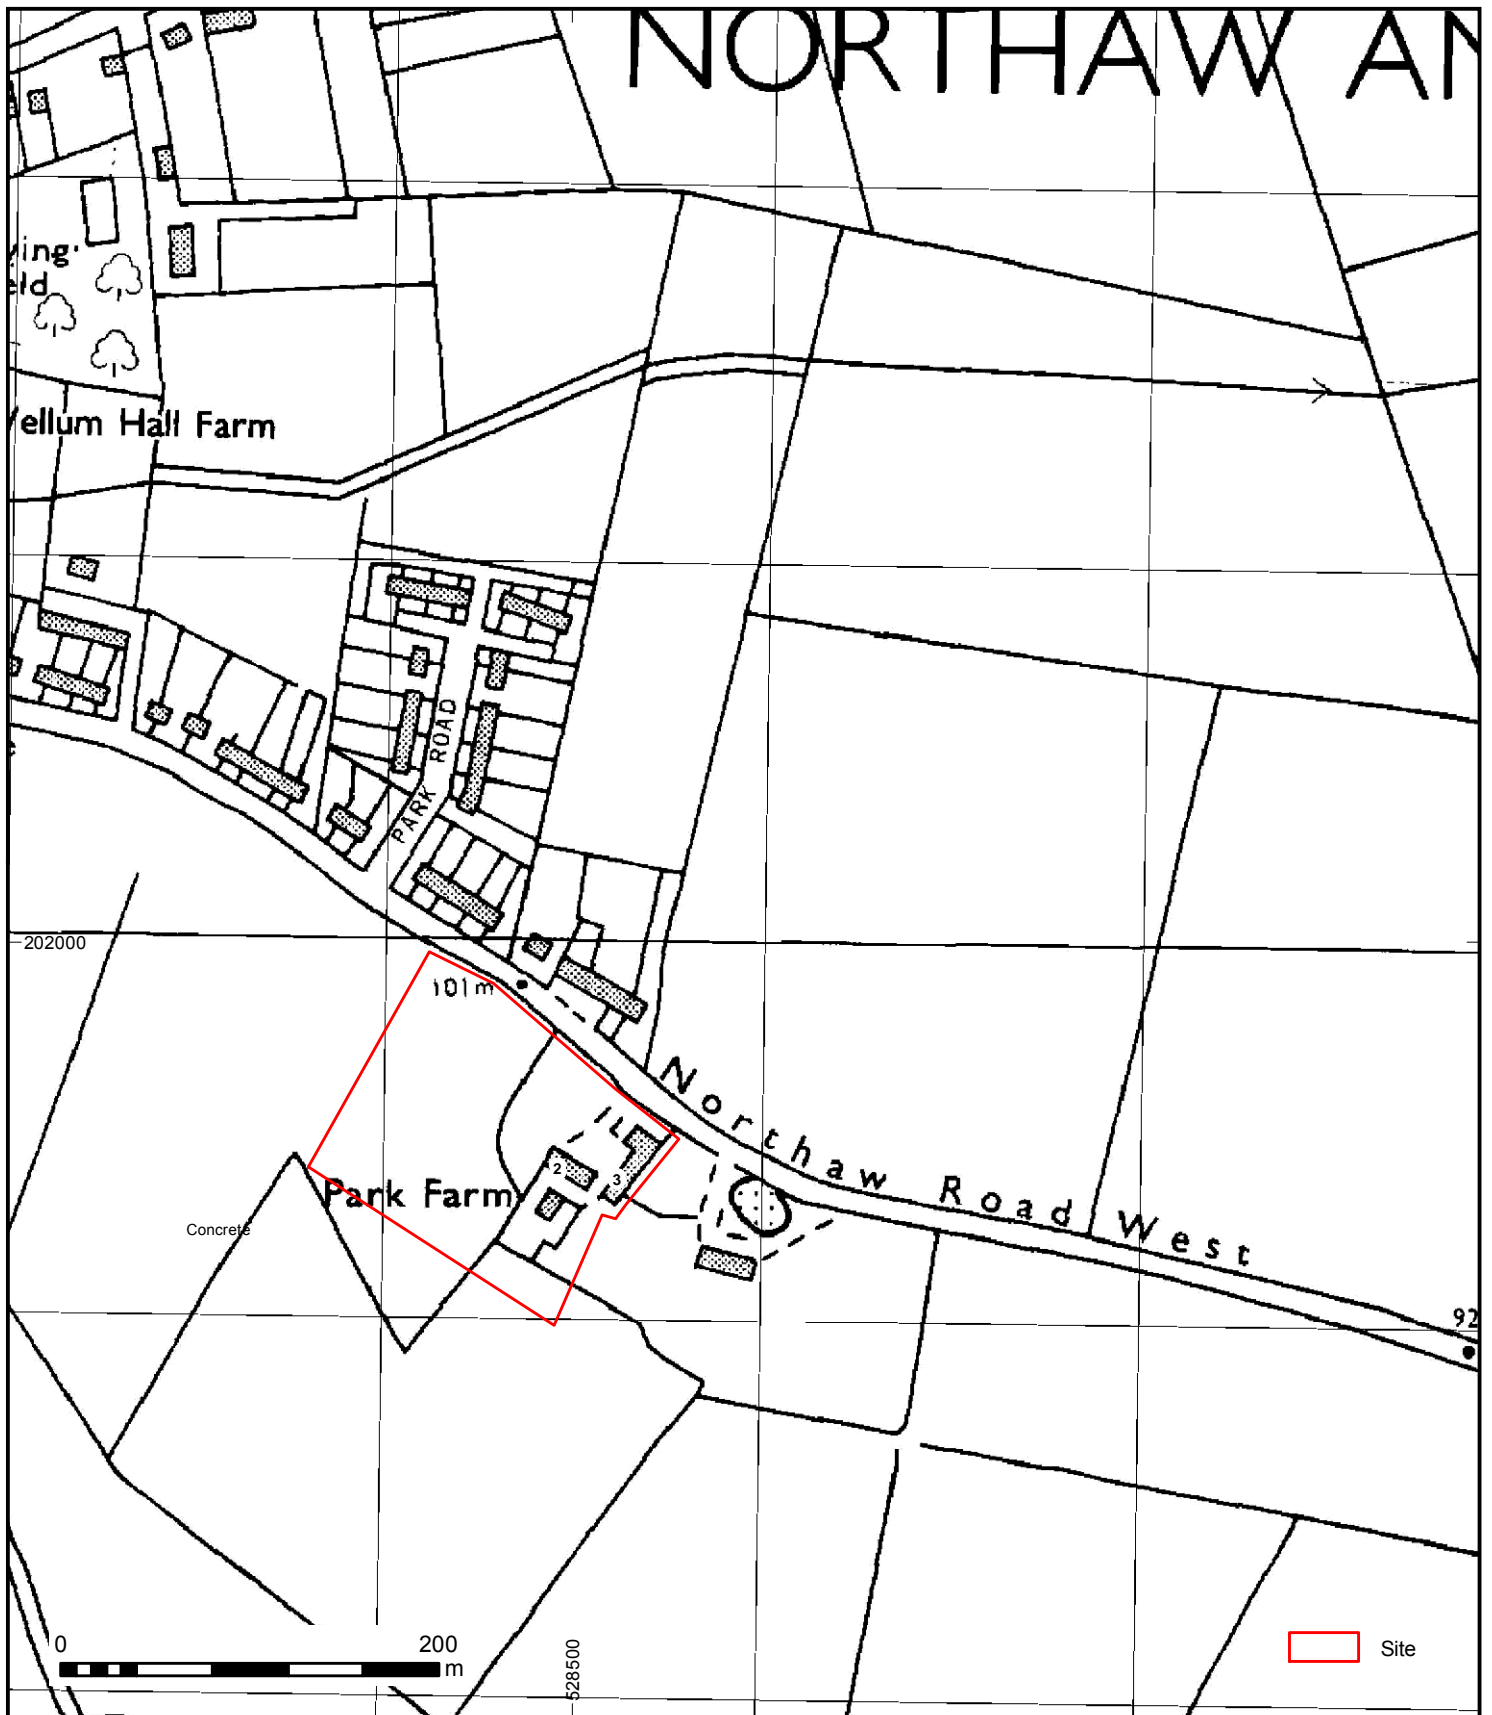 NORTHAW AN
ying
eld
Vellum Hall Farm
PARK ROAD
202000
101m
Northaw Road West
2
3
Park Farm
Concrete
92
0 200
m
528500
Site